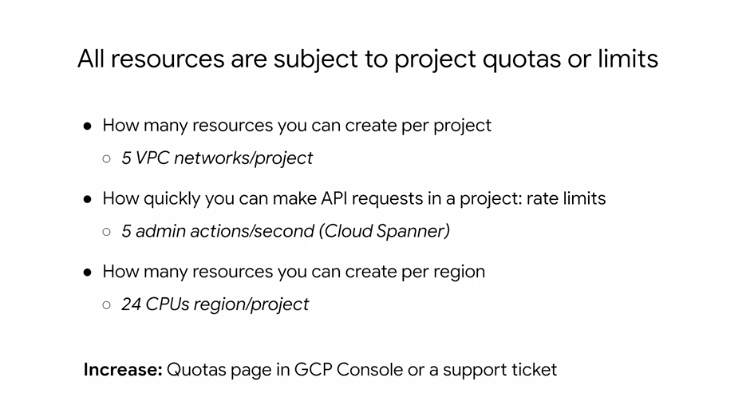 All resources are subject to project quotas or limits
● How many resources you can create per project
○ 5 VPC networks/project
● How quickly you can make API requests in a project: rate limits
○ 5 admin actions/second (Cloud Spanner)
● How many resources you can create per region
○ 24 CPUs region/project
Increase: Quotas page in GCP Console or a support ticket